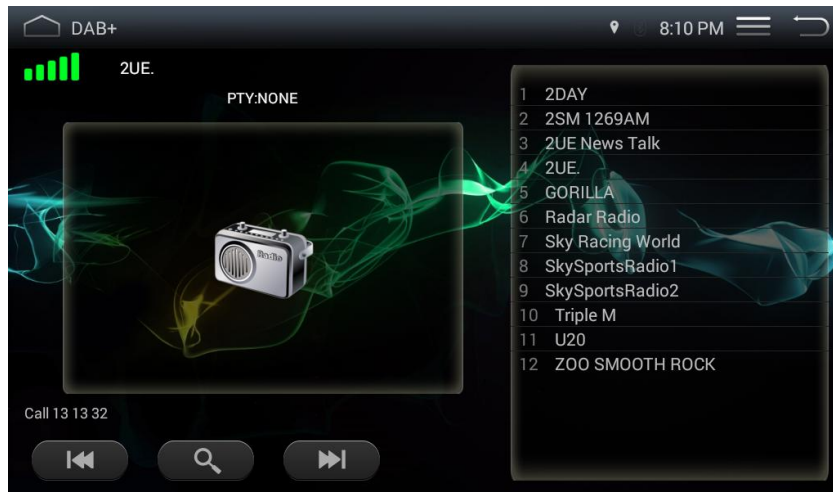 DAB+
8:10 PM
2UE.
PTY:NONE
Radio
Call 13 13 32
1 2DAY
2 2SM 1269AM
3 2UE News Talk
4 2UE.
5 GORILLA
6 Radar Radio
7 Sky Racing World
8 SkySportsRadio1
9 SkySportsRadio2
10 Triple M
11 U20
12 ZOO SMOOTH ROCK